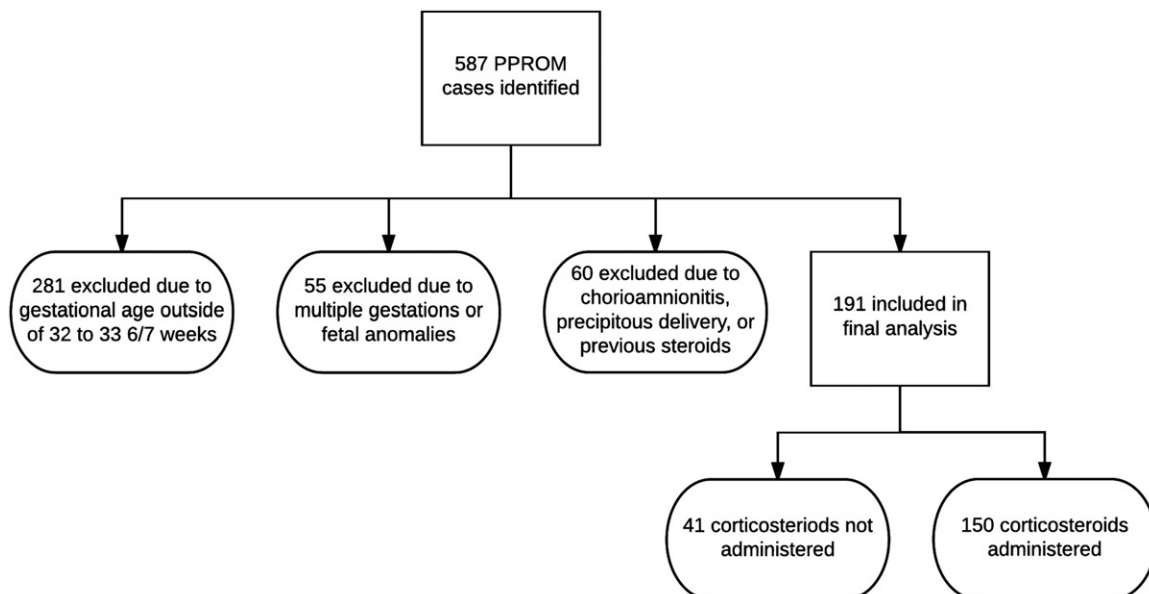 587 PPROM
cases identified
281 excluded due to
gestational age outside
of 32 to 33 6/7 weeks
55 excluded due to
multiple gestations or
fetal anomalies
60 excluded due to
chorioamnionitis,
precipitous delivery, or
previous steroids
191 included in
final analysis
41 corticosteriods not
administered
150 corticosteroids
administered